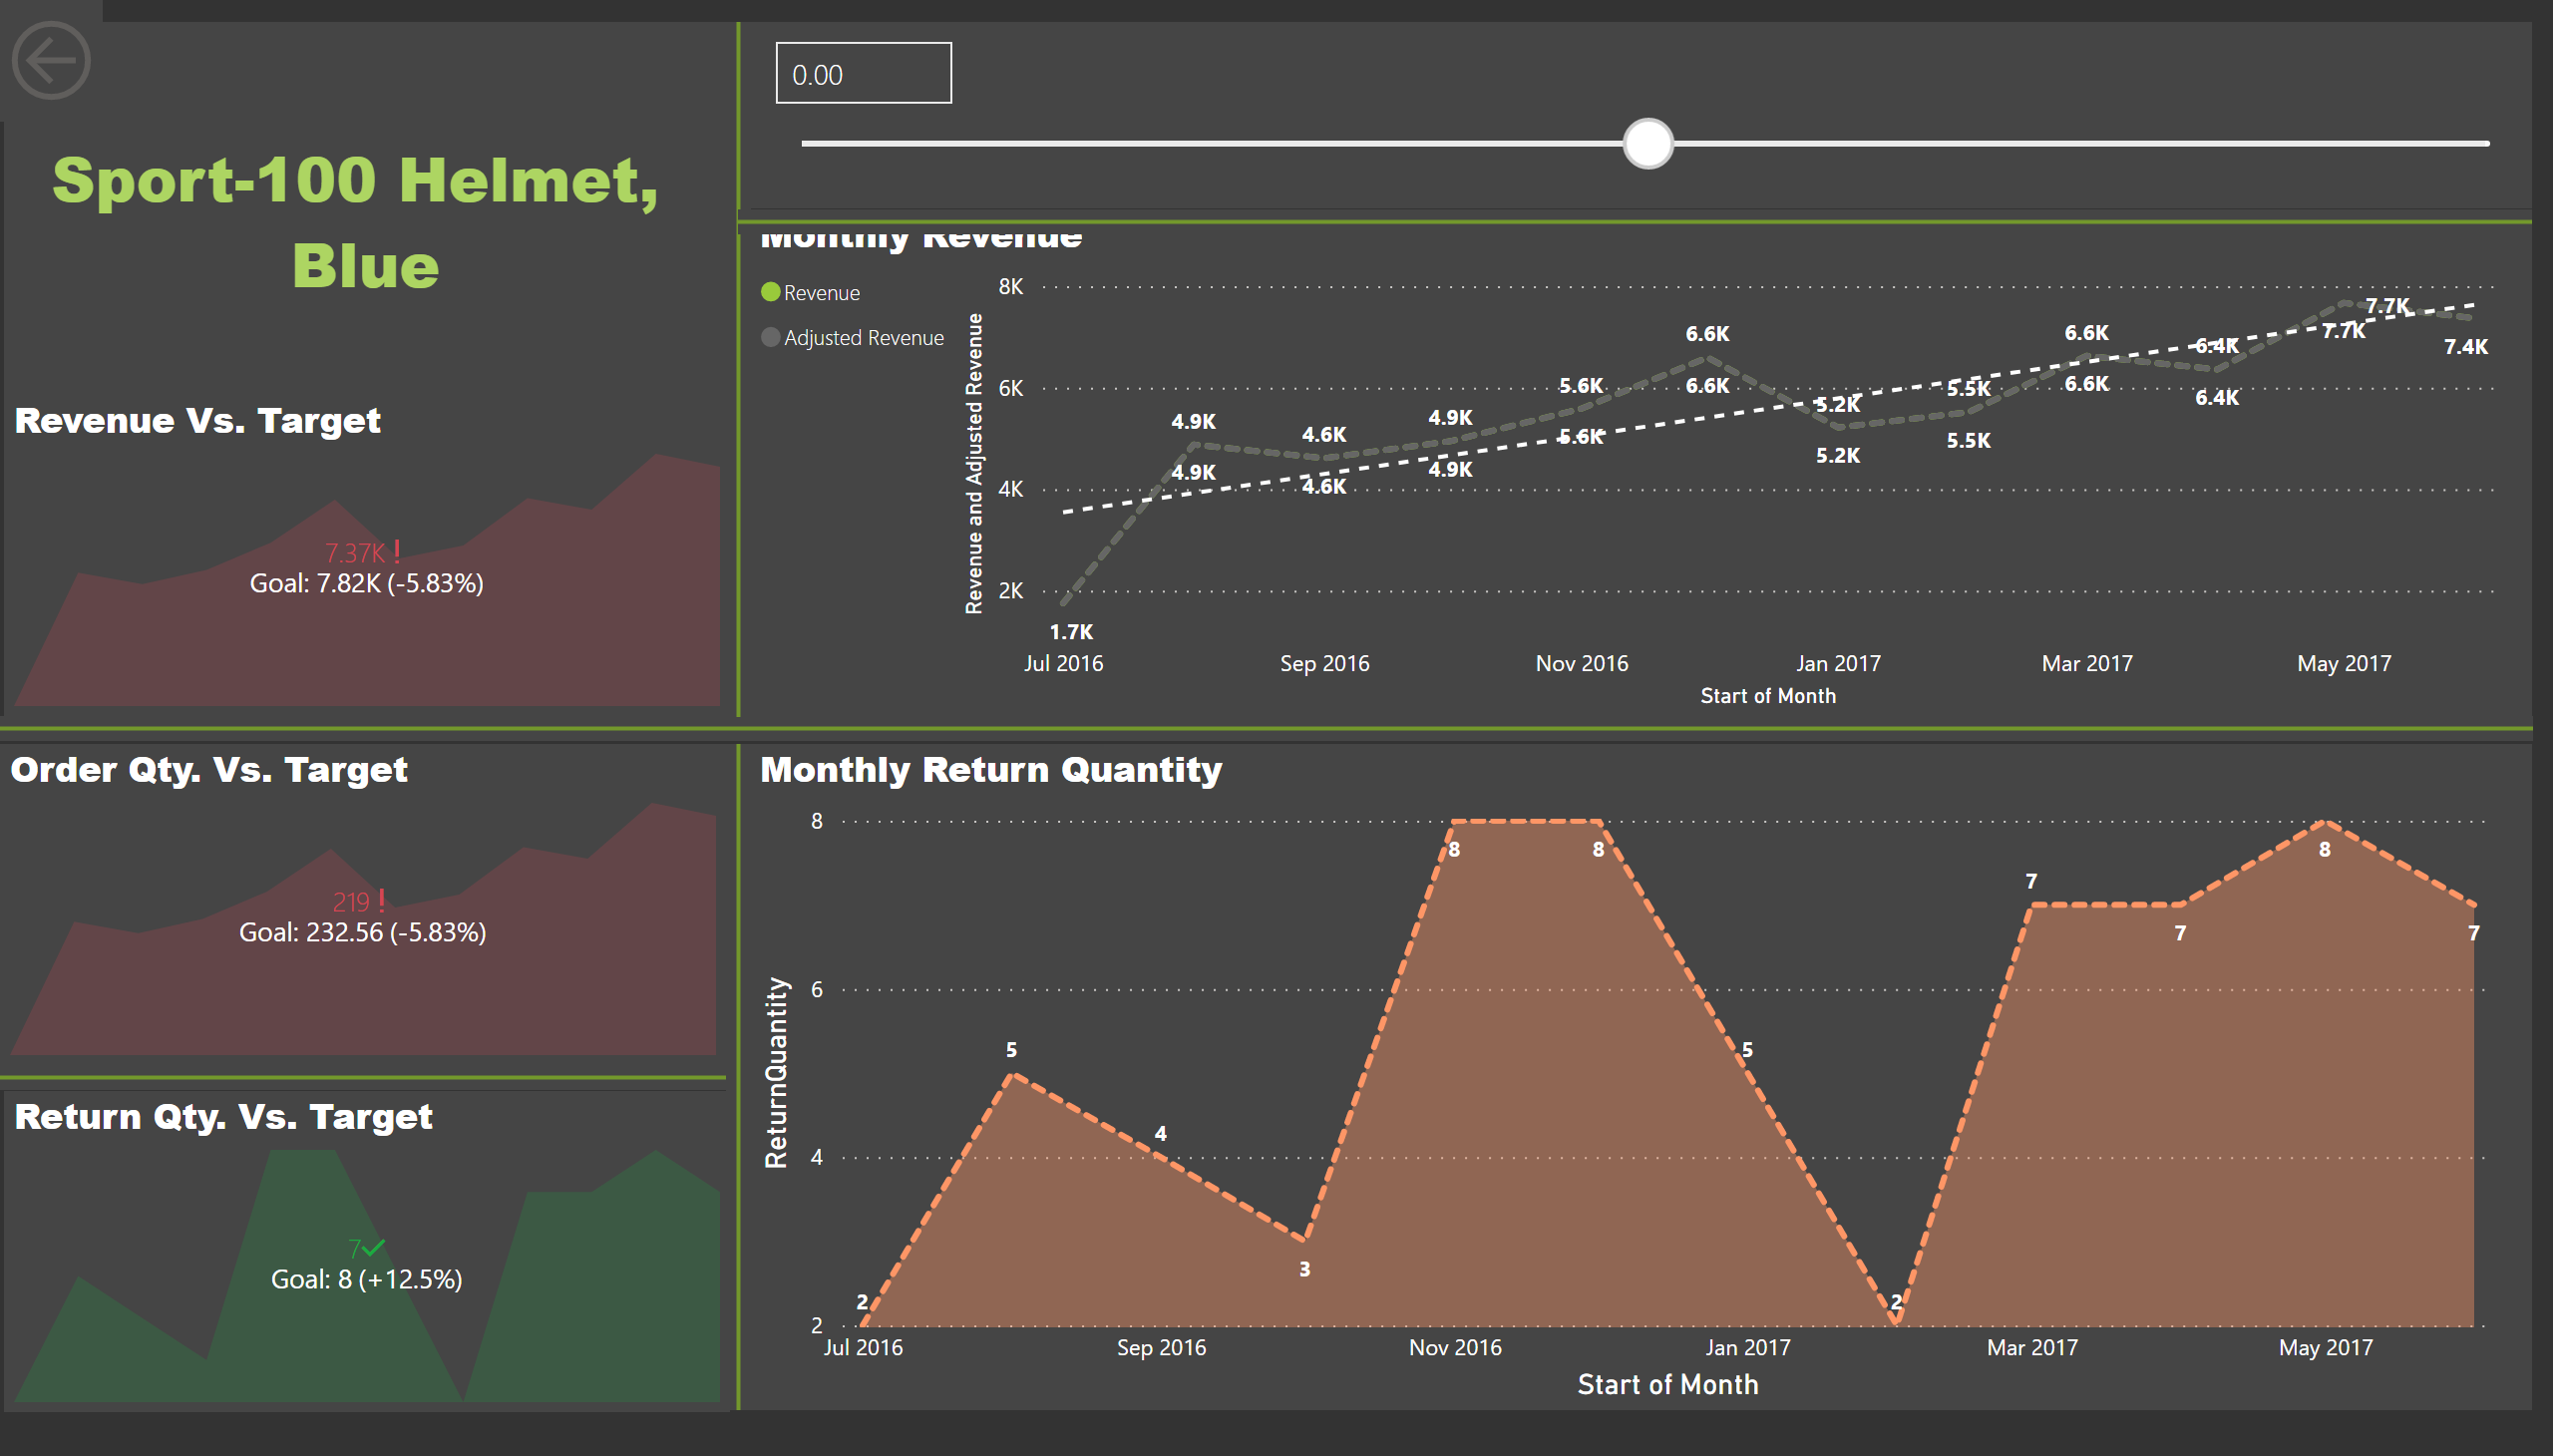 Sport-100 Helmet,
Blue
0.00
Revenue Vs. Target
7.37K !
Goal: 7.82K (-5.83%)
Monthly Revenue
Revenue
Adjusted Revenue
Revenue and Adjusted Revenue
8K
6K
4K
2K
1.7K
4.9K
4.9K
4.6K
4.6K
4.9K
4.9K
5.6K
5.6K
6.6K
6.6K
5.2K
5.2K
5.5K
5.5K
6.6K
6.6K
6.4K
6.4K
7.7K
7.7K
7.4K
Jul 2016
Sep 2016
Nov 2016
Jan 2017
Mar 2017
May 2017
Start of Month
Order Qty. Vs. Target
219 !
Goal: 232.56 (-5.83%)
Return Qty. Vs. Target
7
Goal: 8 (+12.5%)
Monthly Return Quantity
ReturnQuantity
8
6
4
2
2
5
4
3
8
8
5
2
7
7
8
7
Jul 2016
Sep 2016
Nov 2016
Jan 2017
Mar 2017
May 2017
Start of Month